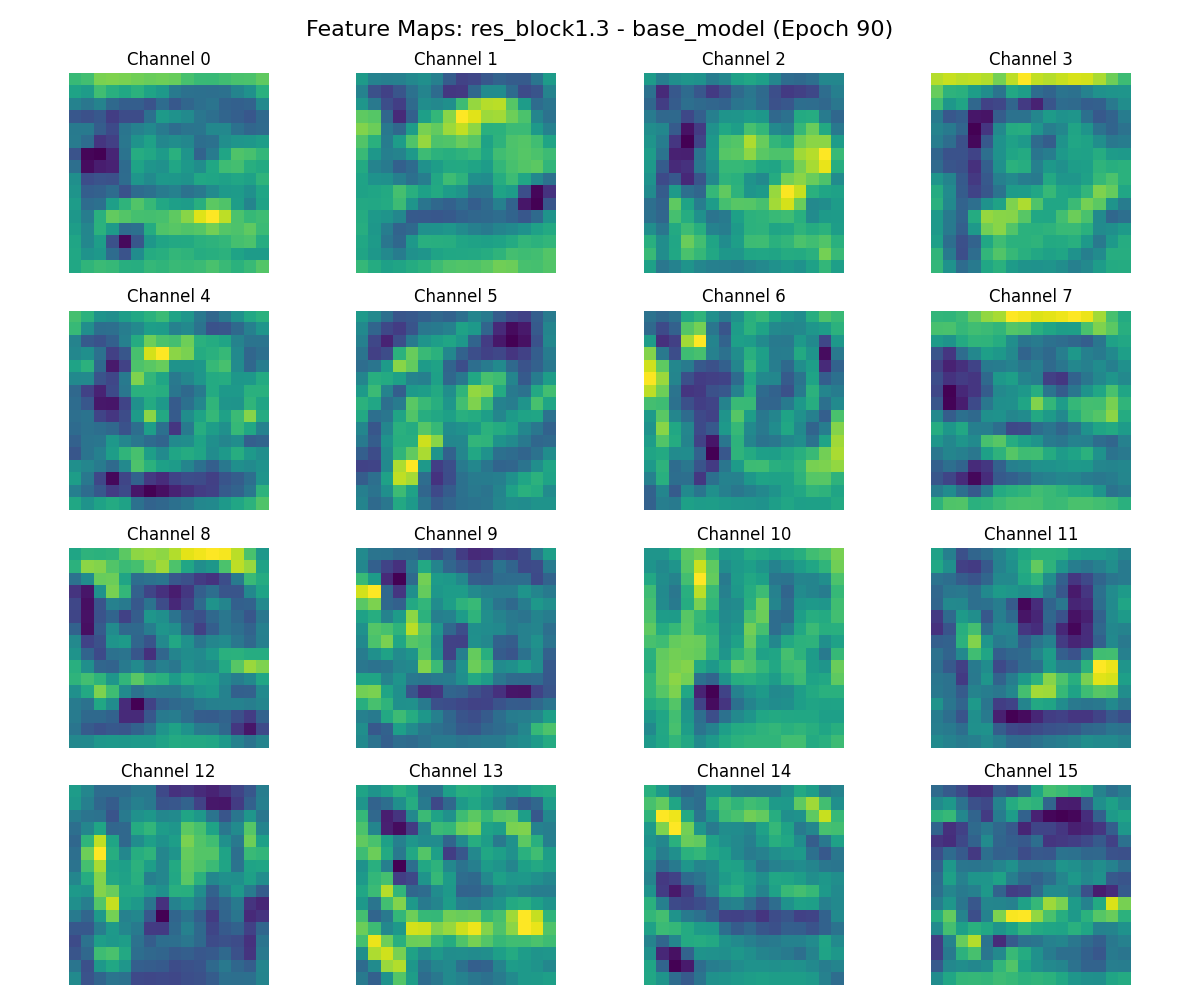 Feature Maps: res_block1.3 - base_model (Epoch 90)
Channel 0
Channel 1
Channel 2
Channel 3
Channel 4
Channel 5
Channel 6
Channel 7
Channel 8
Channel 9
Channel 10
Channel 11
Channel 12
Channel 13
Channel 14
Channel 15